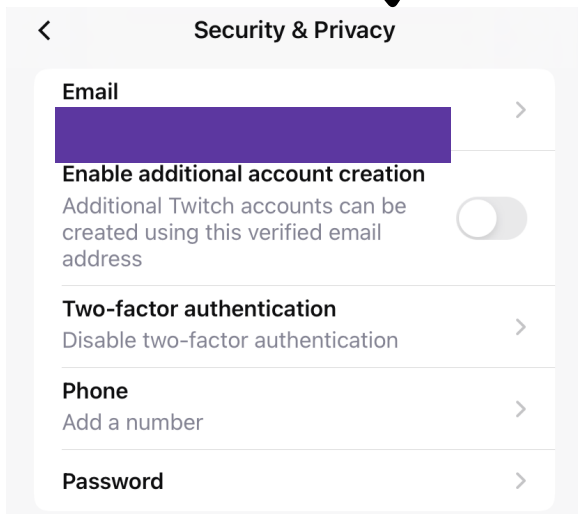 Security & Privacy
Email
Enable additional account creation
Additional Twitch accounts can be
created using this verified email
address
Two-factor authentication
Disable two-factor authentication
Phone
Add a number
Password